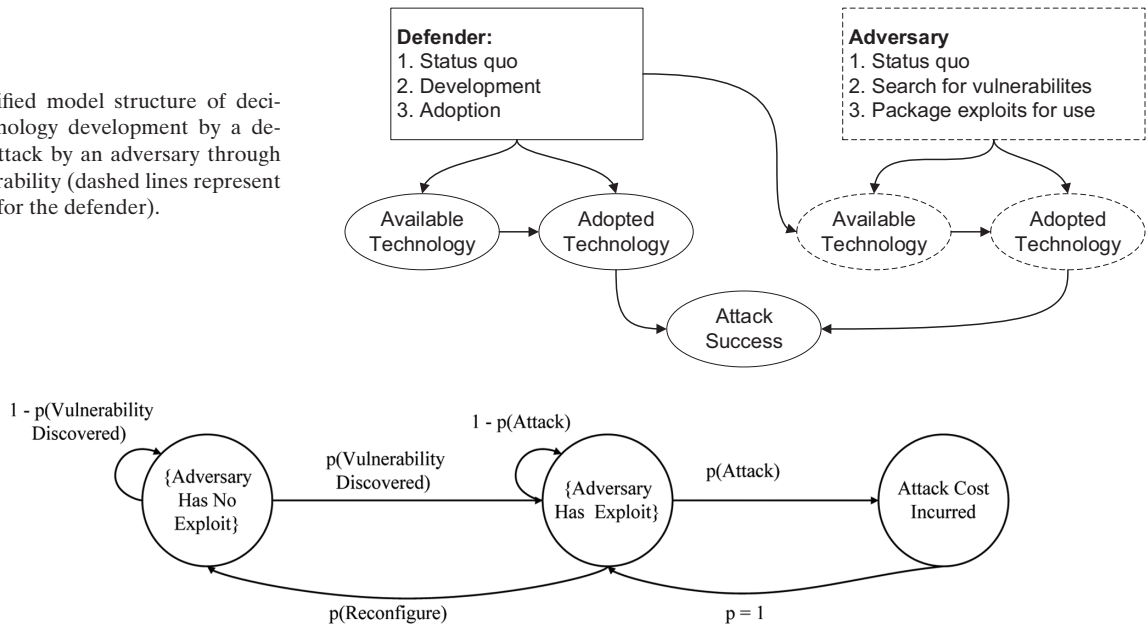 ified model structure of deci-
nology development by a de-
ttack by an adversary through
rability (dashed lines represent
for the defender).
Defender:
1. Status quo
2. Development
3. Adoption
Adversary
1. Status quo
2. Search for vulnerabilites
3. Package exploits for use
Available
Technology
Adopted
Technology
Available
Technology
Adopted
Technology
Attack
Success
1 - p(Vulnerability
Discovered)
{Adversary
Has No
Exploit}
p(Vulnerability
Discovered)
1 - p(Attack)
{Adversary
Has Exploit}
p(Attack)
Attack Cost
Incurred
p(Reconfigure)
p = 1